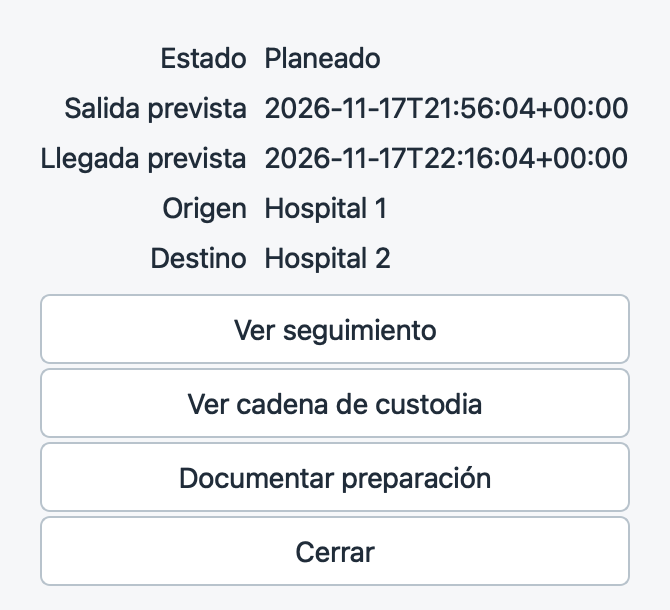 Estado Planeado
Salida prevista 2026-11-17T21:56:04+00:00
Llegada prevista 2026-11-17T22:16:04+00:00
Origen Hospital 1
Destino Hospital 2
Ver seguimiento
Ver cadena de custodia
Documentar preparación
Cerrar